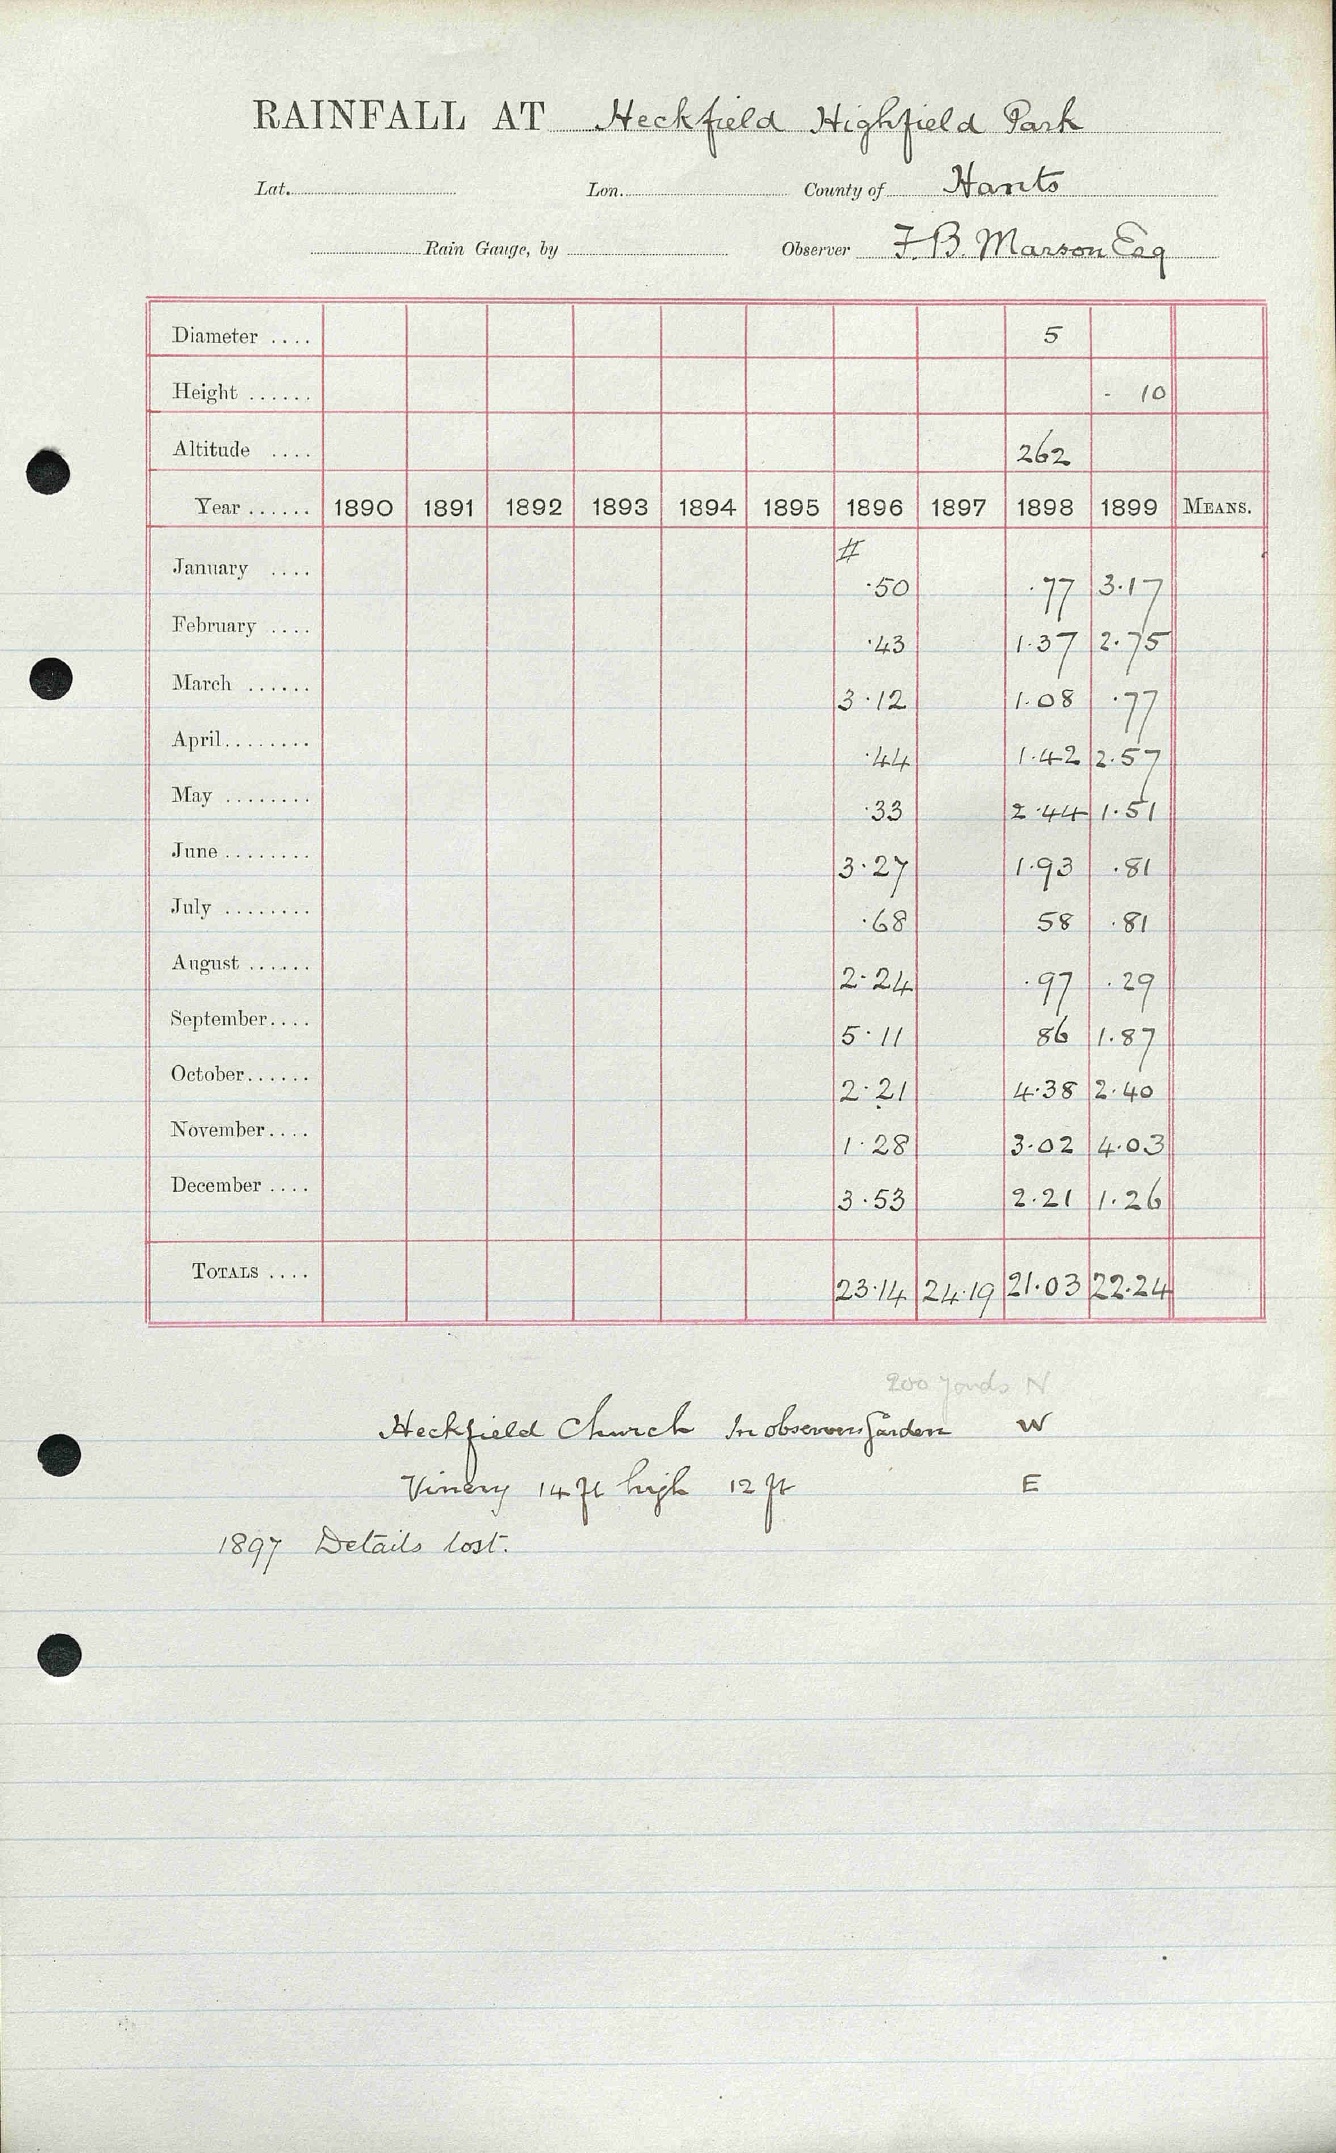 RAINFALL AT Heckfield Highfield Park
Lat. Lon. County of Hants
Rain Gauge, by Observer F. B. Marson Esq
Diameter .... 5
Height ...... - 10
Altitude .... 262
Year ...... 1890 1891 1892 1893 1894 1895 1896 1897 1898 1899 MEANS.
#
January .... ·50 ·77 3·17
February .... ·43 1·37 2·75
March ...... 3·12 1·08 ·77
April........ ·44 1·42 2·57
May ........ ·33 2·44 1·51
June ........ 3·27 1·93 ·81
July ........ ·68 58 ·81
August ...... 2·24 ·97 ·29
September.... 5·11 86 1·87
October...... 2·21 4·38 2·40
November.... 1·28 3·02 4·03
December .... 3·53 2·21 1·26
TOTALS .... 23·14 24·19 21·03 22·24
200 yards N
Heckfield Church In observers garden W
Vinery 14 ft high 12 ft E
1897 Details lost.